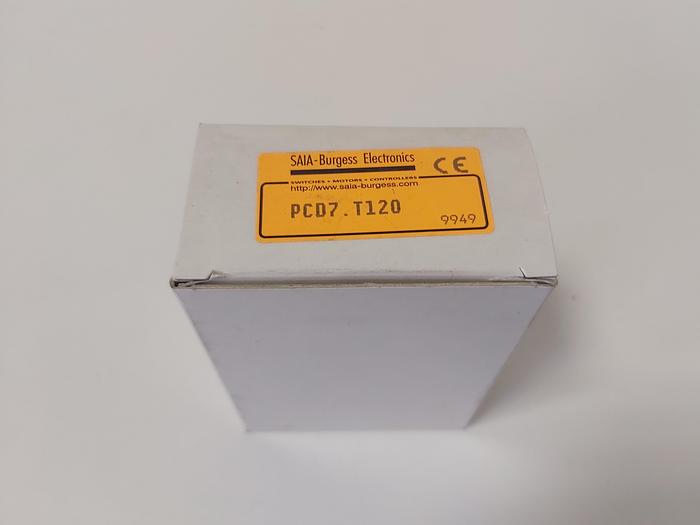 SAIA-Burgess Electronics
CE
SWITCHES • MOTORS • CONTROLLERS
http://www.saia-burgess.com
PCD7.T120
9949